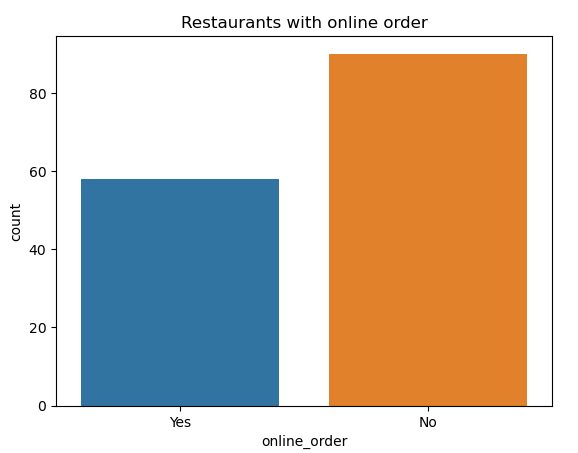 Restaurants with online order
80
60
40
20
0
count
Yes No
online_order